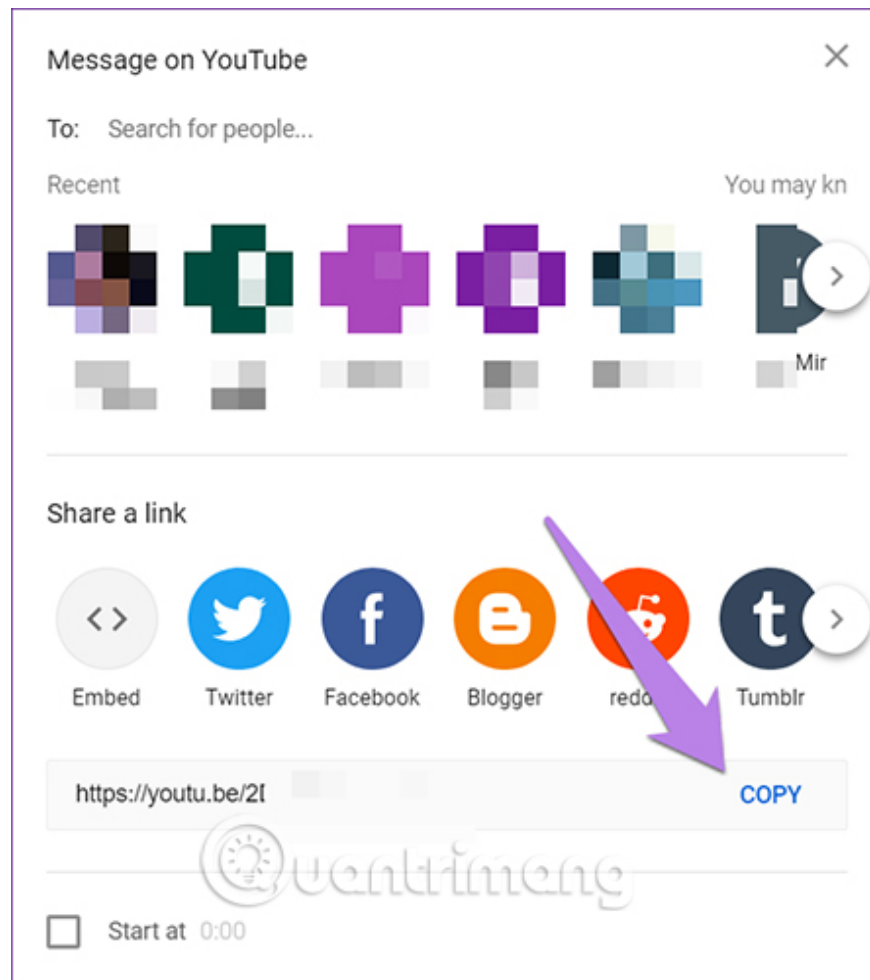 Message on YouTube
To: Search for people...
Recent You may kn
Mir
Share a link
Embed Twitter Facebook Blogger Tumblr
https://youtu.be/2 COPY
Quantrimang
Start at 0:00